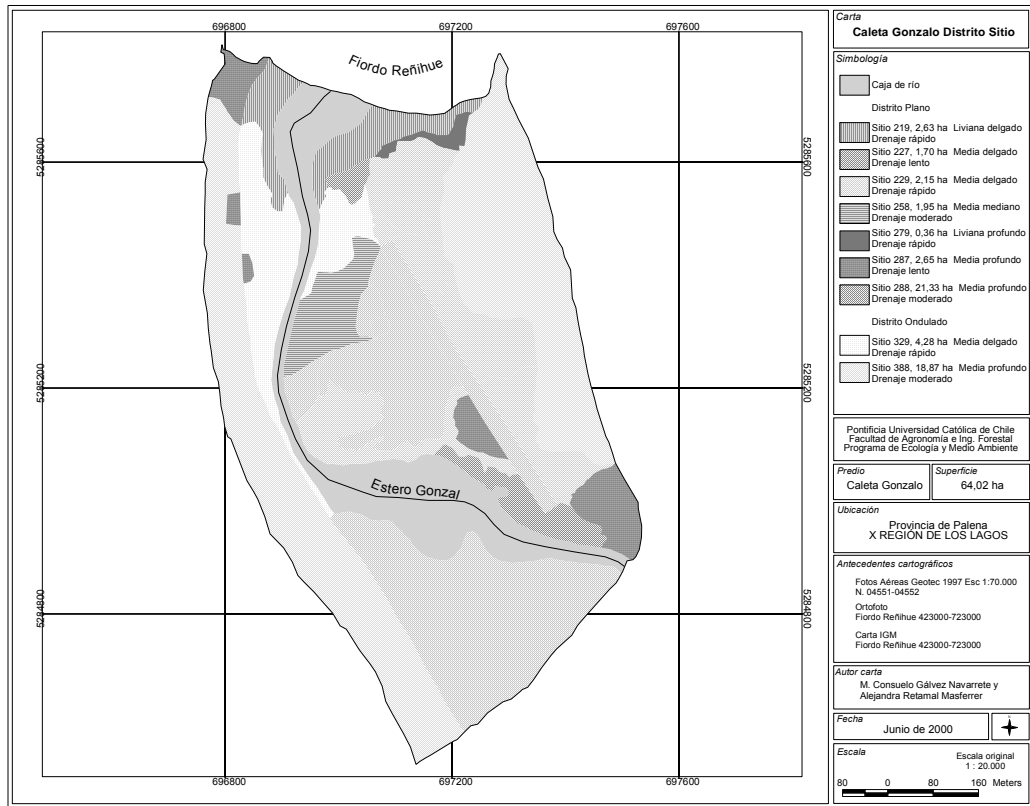 696800
697200
697600
Fiordo Reñihue
5285600
5285600
5285200
5285200
Estero Gonzal
5284800
5284800
696800
697200
697600
Carta
Caleta Gonzalo Distrito Sitio
Simbología
Caja de río
Distrito Plano
Sitio 219, 2,63 ha Liviana delgado
Drenaje rápido
Sitio 227, 1,70 ha Media delgado
Drenaje lento
Sitio 229, 2,15 ha Media delgado
Drenaje rápido
Sitio 258, 1,95 ha Media mediano
Drenaje moderado
Sitio 279, 0,36 ha Liviana profundo
Drenaje rápido
Sitio 287, 2,65 ha Media profundo
Drenaje lento
Sitio 288, 21,33 ha Media profundo
Drenaje moderado
Distrito Ondulado
Sitio 329, 4,28 ha Media delgado
Drenaje rápido
Sitio 388, 18,87 ha Media profundo
Drenaje moderado
Pontificia Universidad Católica de Chile
Facultad de Agronomía e Ing. Forestal
Programa de Ecología y Medio Ambiente
Predio
Caleta Gonzalo
Superficie
64,02 ha
Ubicación
Provincia de Palena
X REGIÓN DE LOS LAGOS
Antecedentes cartográficos
Fotos Aéreas Geotec 1997 Esc 1:70.000
N. 04551-04552
Ortofoto
Fiordo Reñihue 423000-723000
Carta IGM
Fiordo Reñihue 423000-723000
Autor carta
M. Consuelo Gálvez Navarrete y
Alejandra Retamal Masferrer
Fecha
Junio de 2000
Escala
Escala original
1 : 20.000
80 0 80 160 Meters